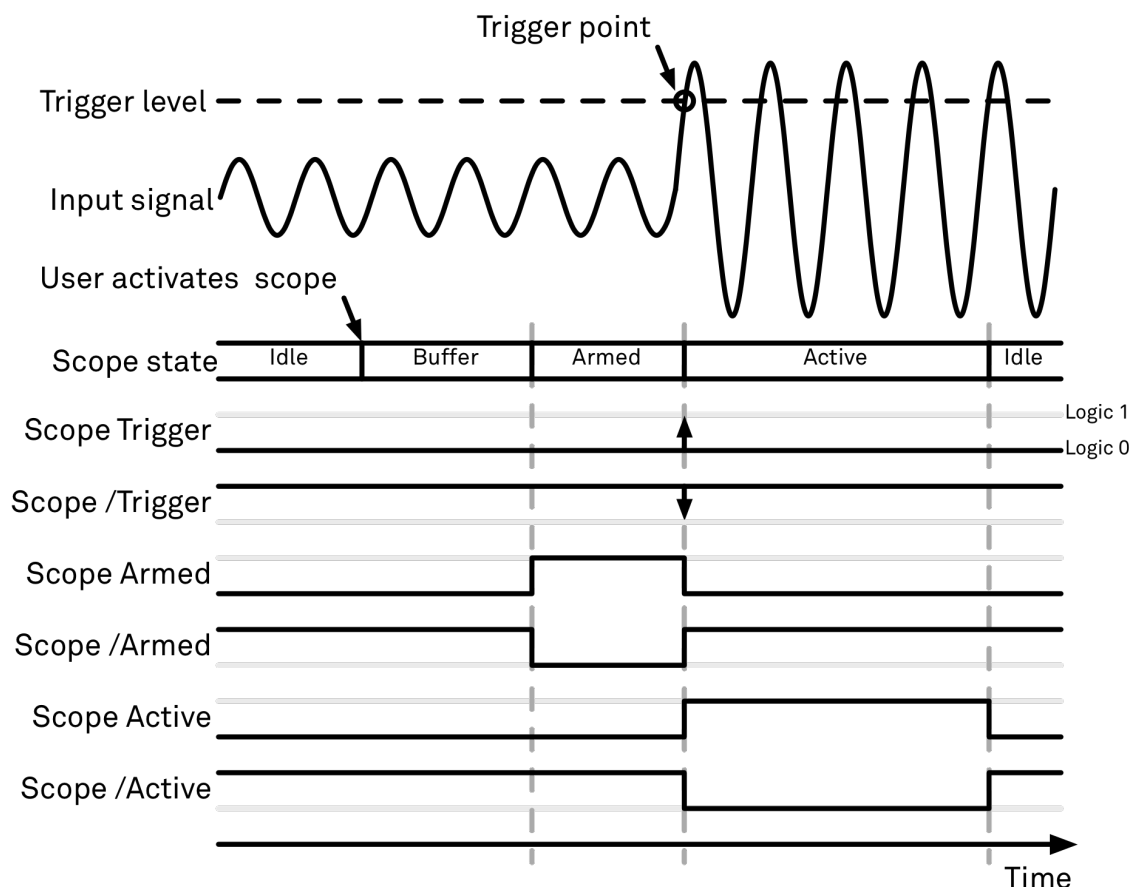 Trigger point
Trigger level
Input signal
User activates scope
Scope state
Idle
Buffer
Armed
Active
Idle
Scope Trigger
Logic 1
Logic 0
Scope /Trigger
Scope Armed
Scope /Armed
Scope Active
Scope /Active
Time